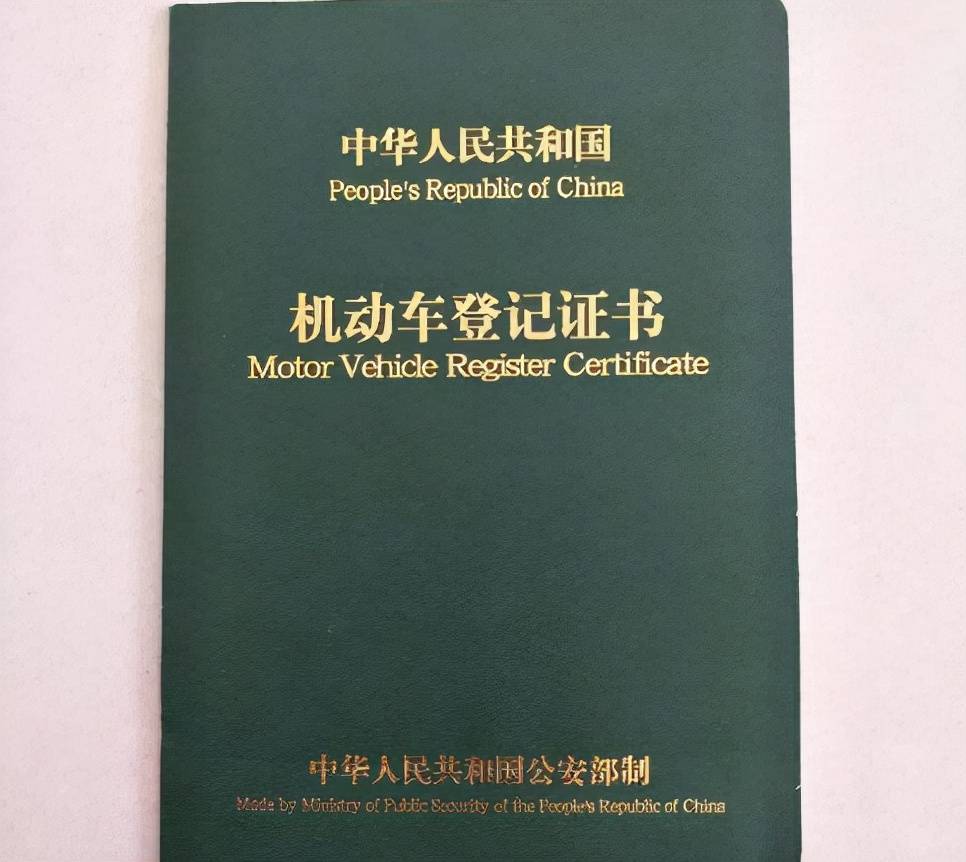 中华人民共和国
People's Republic of China
机动车登记证书
Motor Vehicle Register Certificate
中华人民共和国公安部制
Made by Ministry of Public Security of the People's Republic of China